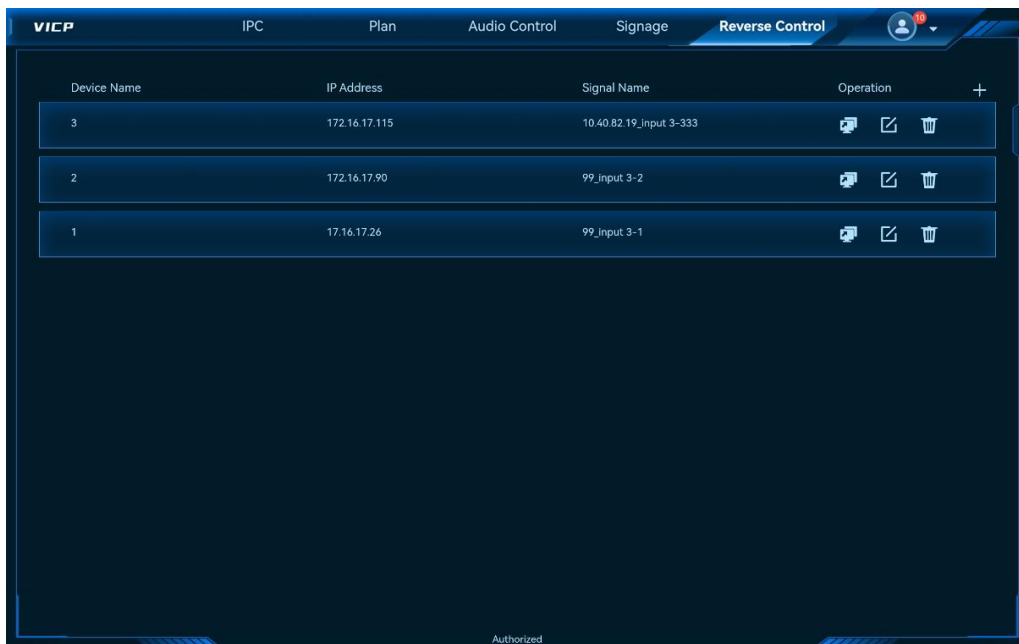 VICP IPC Plan Audio Control Signage Reverse Control 10
Device Name IP Address Signal Name Operation
3 172.16.17.115 10.40.82.19_input 3-333
2 172.16.17.90 99_input 3-2
1 17.16.17.26 99_input 3-1
Authorized